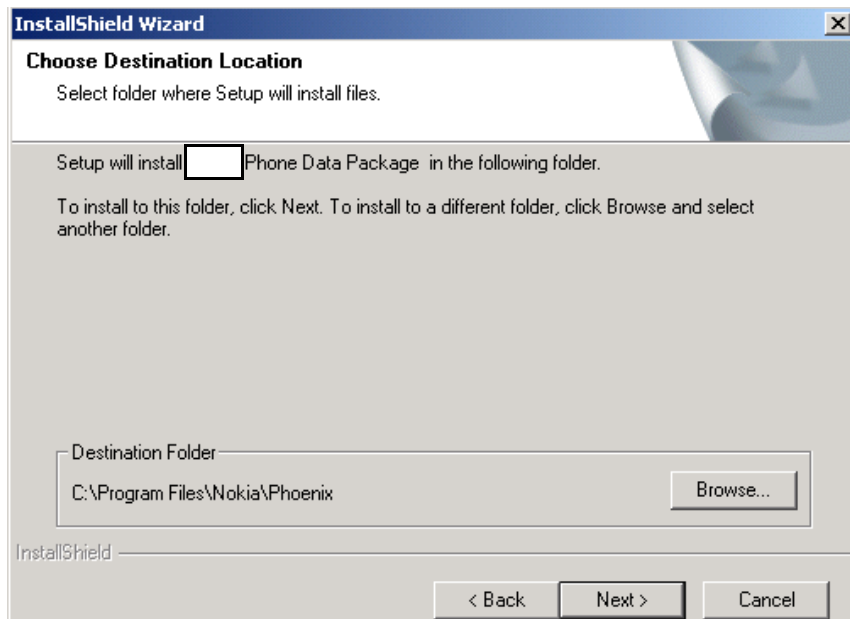 InstallShield Wizard
Choose Destination Location
Select folder where Setup will install files.
Setup will install Phone Data Package in the following folder.
To install to this folder, click Next. To install to a different folder, click Browse and select
another folder.
Destination Folder
C:\Program Files\Nokia\Phoenix
Browse...
InstallShield
< Back
Next >
Cancel